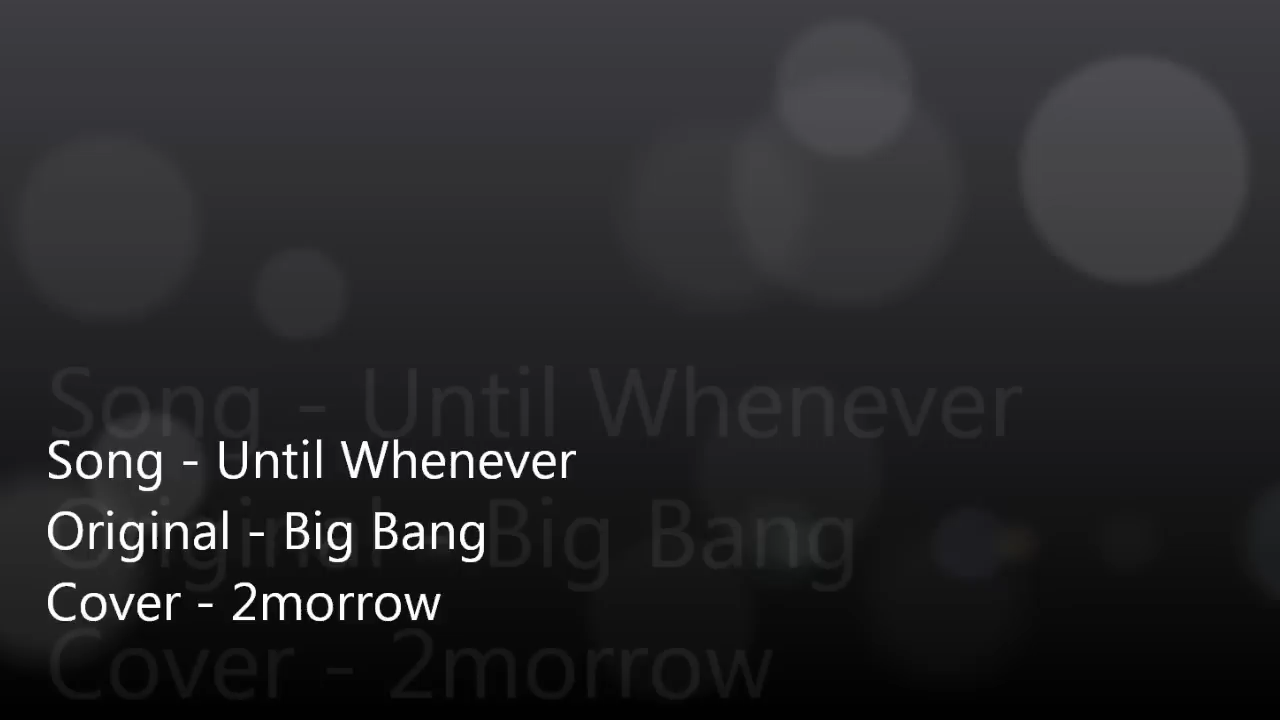 Song - Until Whenever
Original - Big Bang
Cover - 2morrow